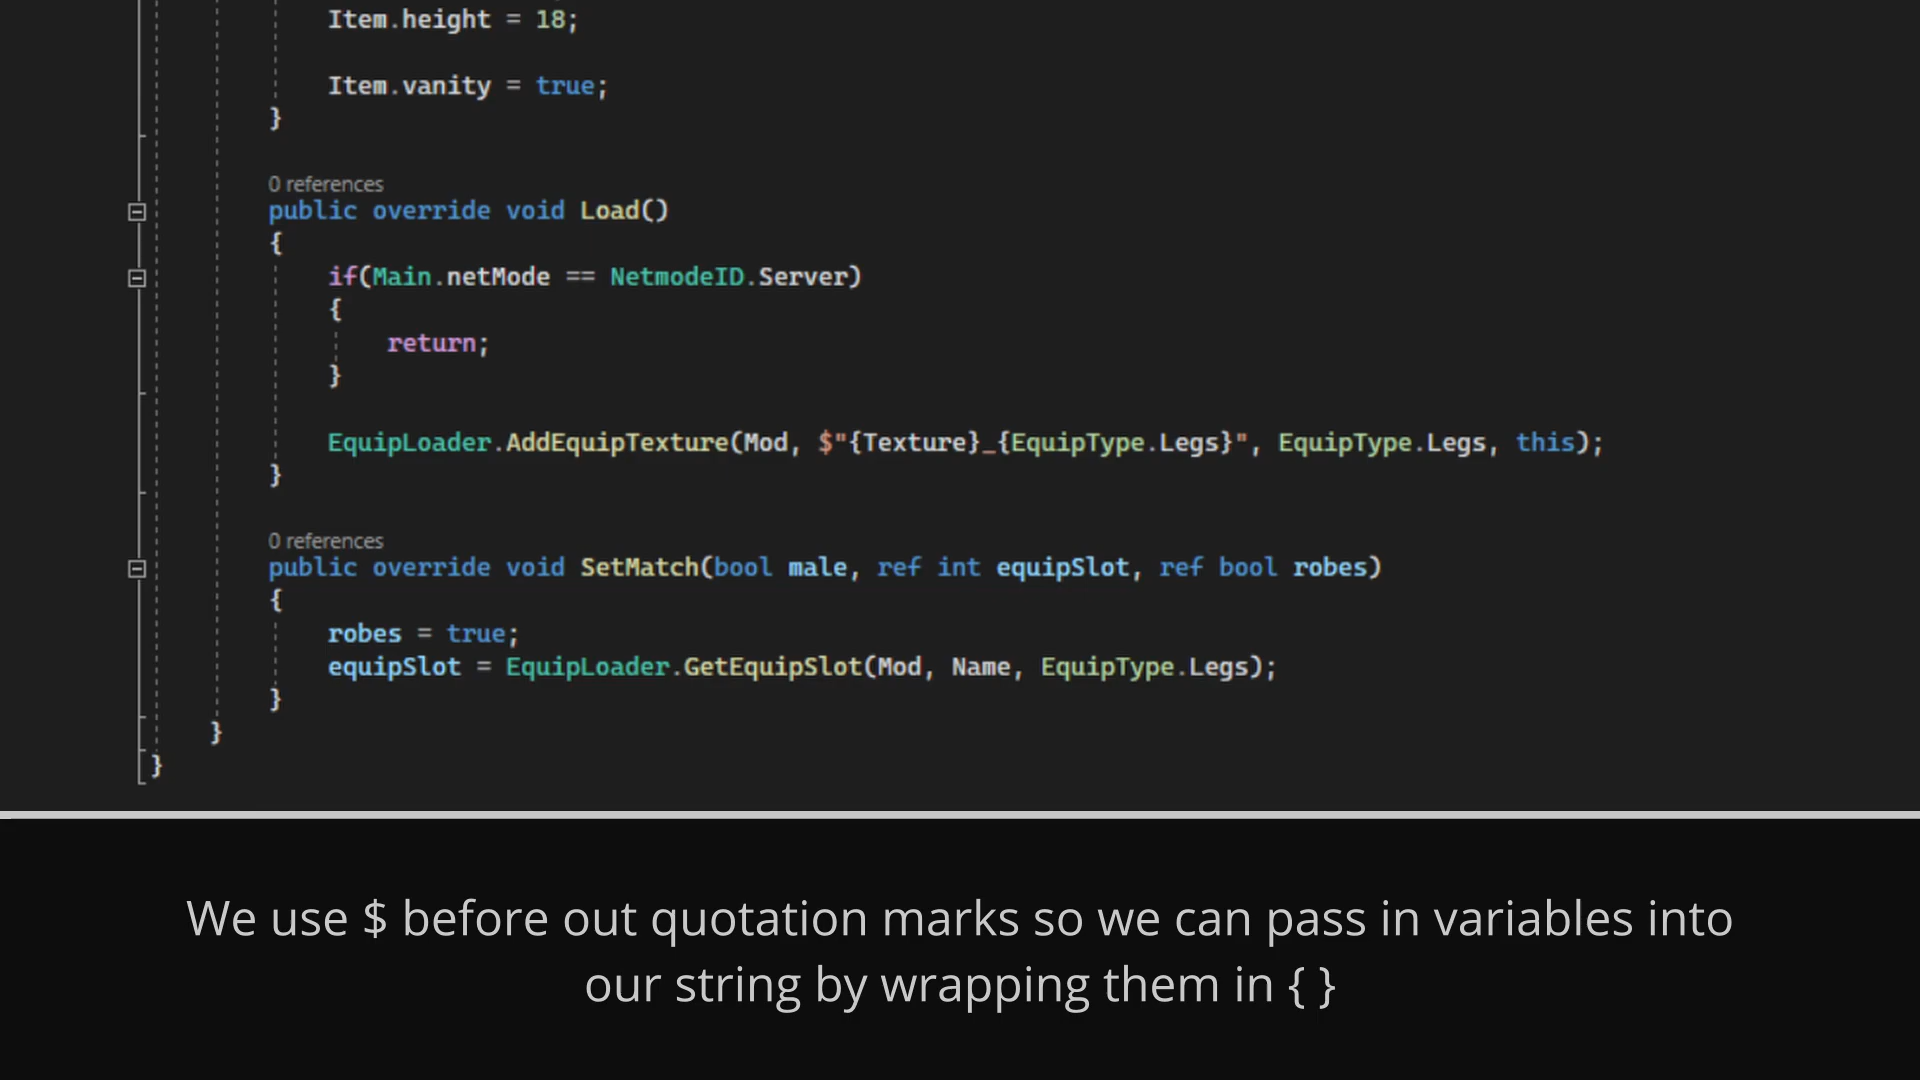 Item.height = 18;
Item.vanity = true;
}
0 references
public override void Load()
{
if(Main.netMode == NetmodeID.Server)
{
return;
}
EquipLoader.AddEquipTexture(Mod, $"{Texture}_{EquipType.Legs}", EquipType.Legs, this);
}
0 references
public override void SetMatch(bool male, ref int equipSlot, ref bool robes)
{
robes = true;
equipSlot = EquipLoader.GetEquipSlot(Mod, Name, EquipType.Legs);
}
}
}
We use $ before out quotation marks so we can pass in variables into
our string by wrapping them in { }